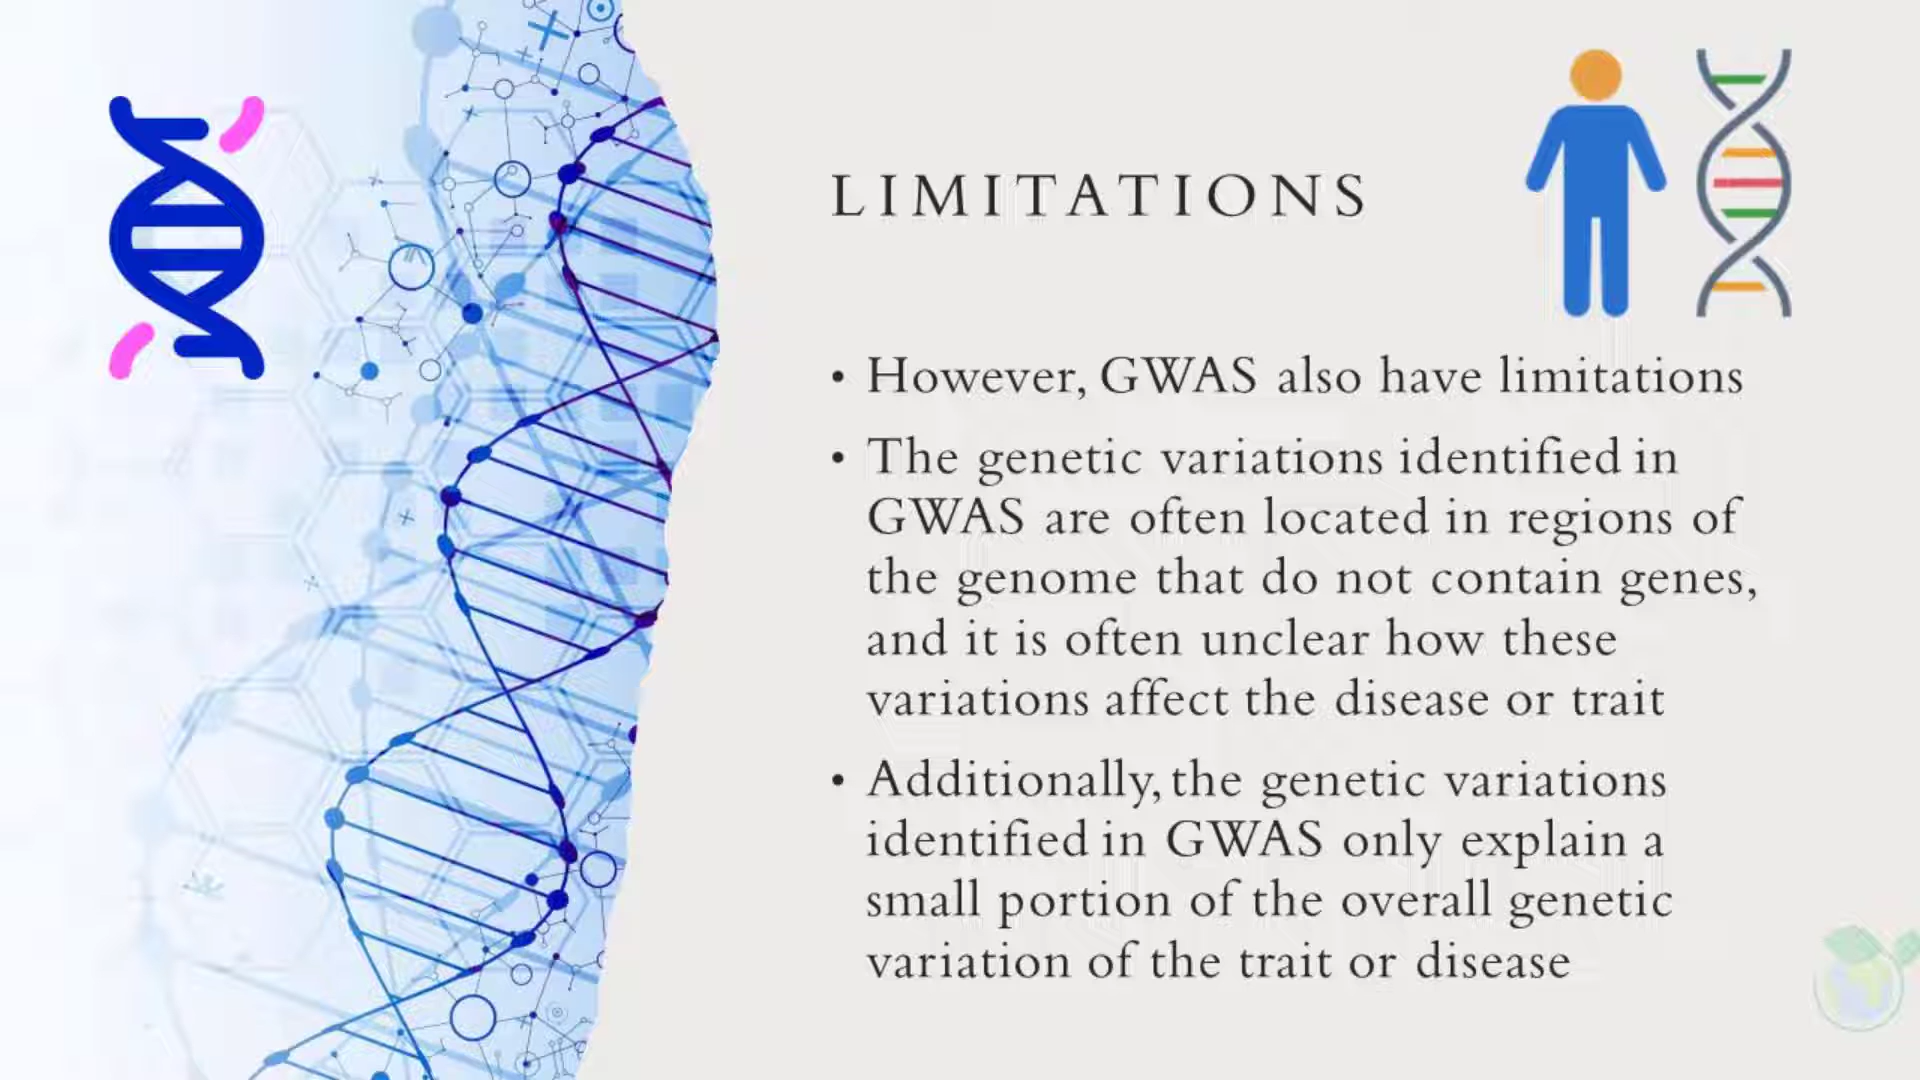 LIMITATIONS
• However, GWAS also have limitations
• The genetic variations identified in
GWAS are often located in regions of
the genome that do not contain genes,
and it is often unclear how these
variations affect the disease or trait
• Additionally, the genetic variations
identified in GWAS only explain a
small portion of the overall genetic
variation of the trait or disease